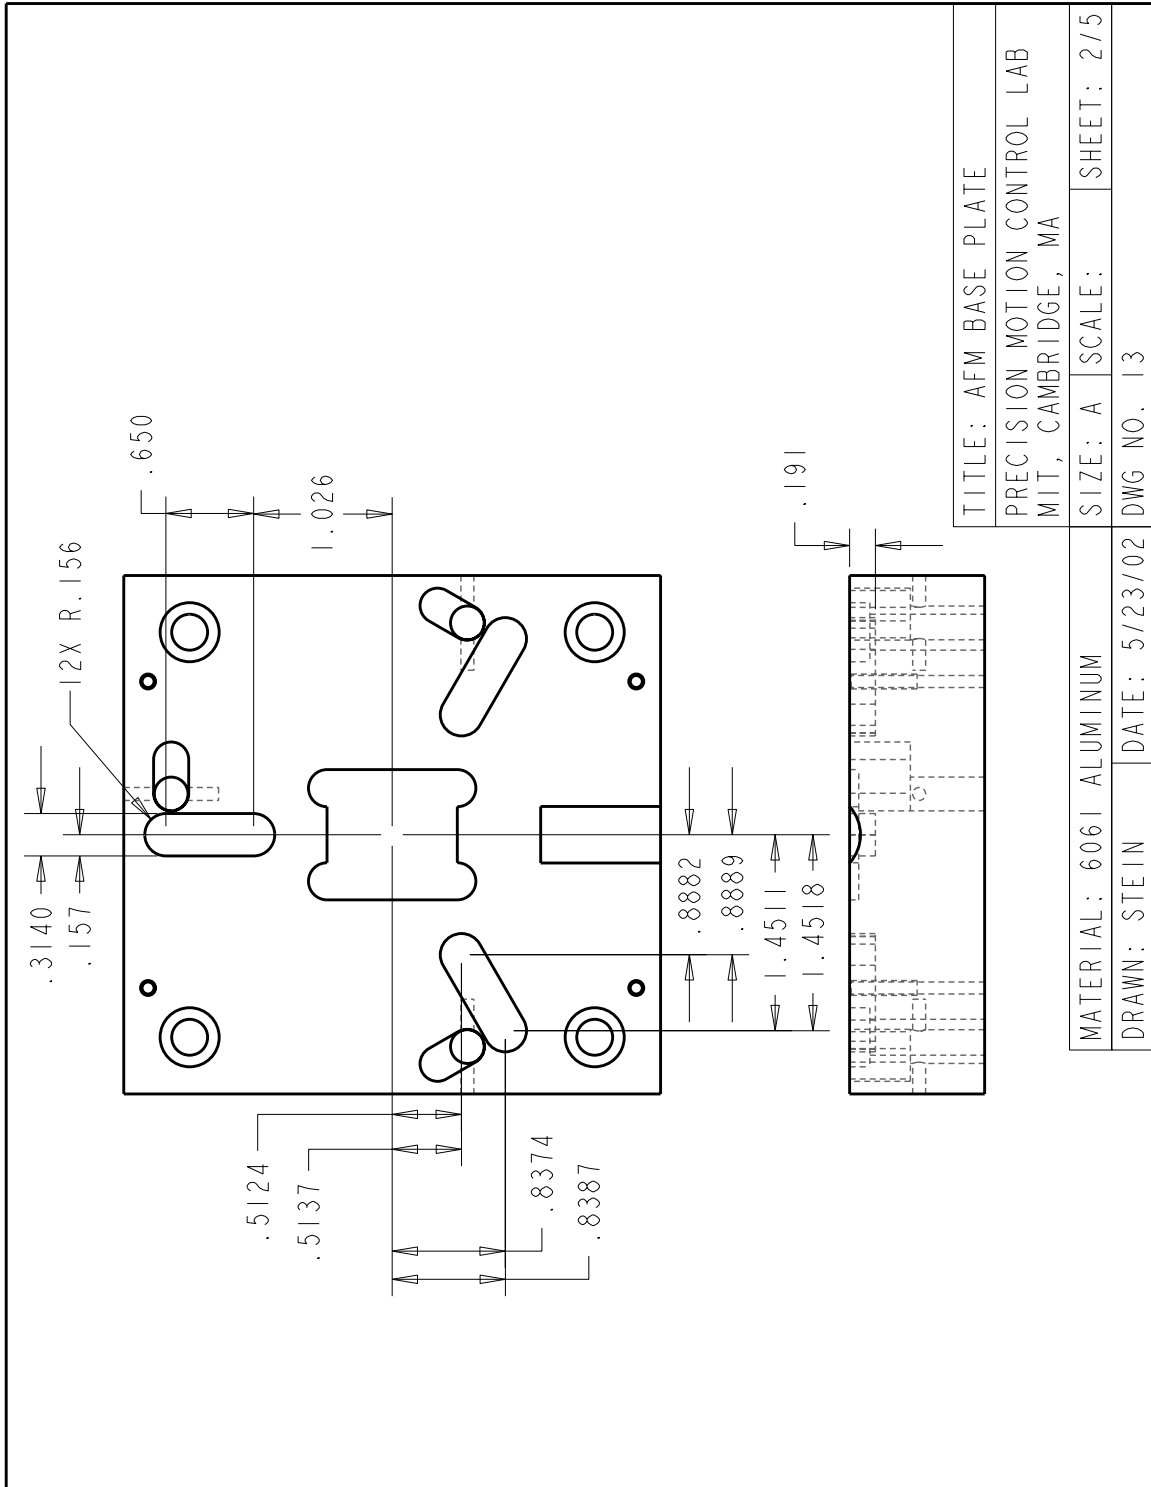 12X R.156
.650
1.026
.3140
.157
.5124
.5137
.8374
.8387
.8882
.8889
1.4511
1.4518
.191
TITLE: AFM BASE PLATE
PRECISION MOTION CONTROL LAB
MIT, CAMBRIDGE, MA
MATERIAL: 6061 ALUMINUM
SIZE: A
SCALE:
SHEET: 2/5
DRAWN: STEIN
DATE: 5/23/02
DWG NO. 13